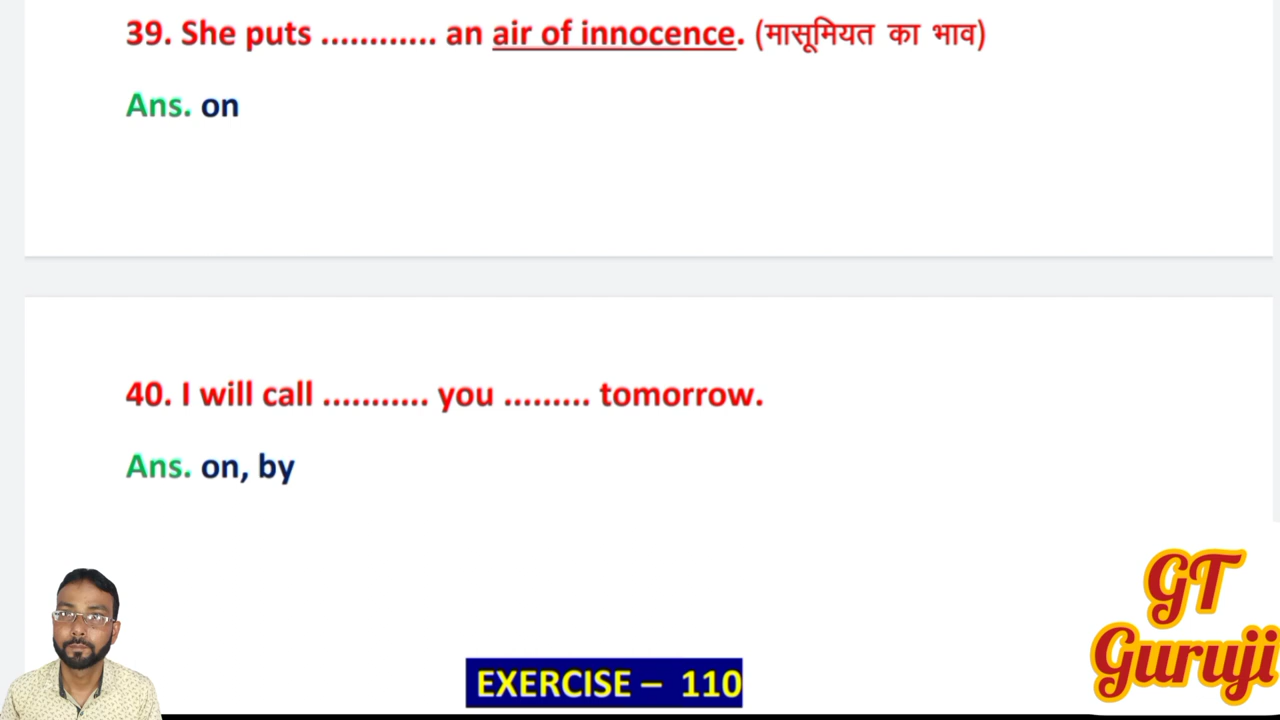 39. She puts ............ an air of innocence. (मासूमियत का भाव)
Ans. on
40. I will call ........... you ......... tomorrow.
Ans. on, by
EXERCISE – 110
GT
Guruji